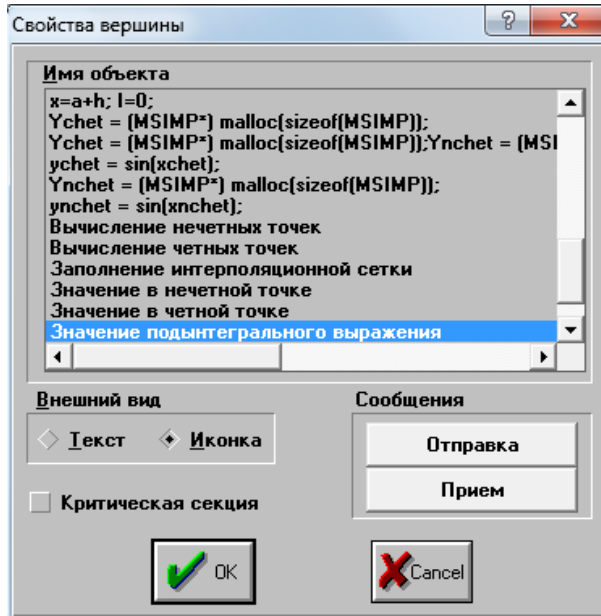 Свойства вершины
Имя объекта
x=a+h; I=0;
Ychet = (MSIMP*) malloc(sizeof(MSIMP));
Ychet = (MSIMP*) malloc(sizeof(MSIMP));Ynchet = (MSI
ychet = sin(xchet);
Ynchet = (MSIMP*) malloc(sizeof(MSIMP));
ynchet = sin(xnchet);
Вычисление нечетных точек
Вычисление четных точек
Заполнение интерполяционной сетки
Значение в нечетной точке
Значение в четной точке
Значение подынтегрального выражения
Внешний вид
Текст Иконка
Критическая секция
Сообщения
Отправка
Прием
OK
Cancel